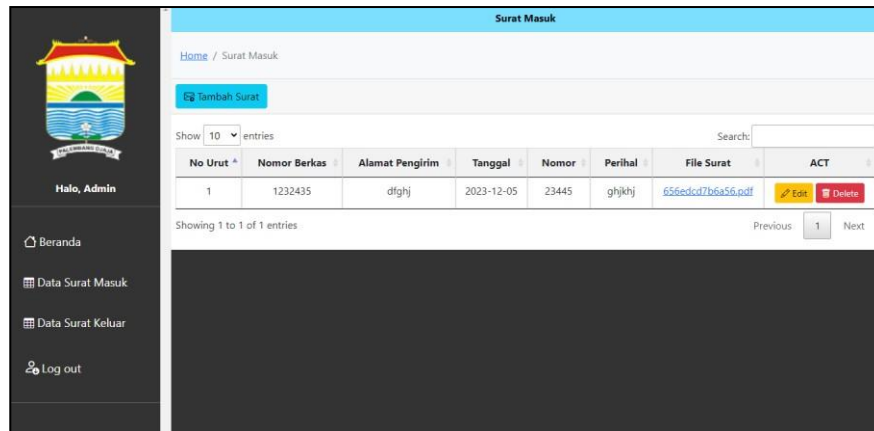 Surat Masuk
Home / Surat Masuk
Tambah Surat
Show 10 entries
Search:
No Urut Nomor Berkas Alamat Pengirim Tanggal Nomor Perihal File Surat ACT
1 1232435 dfghj 2023-12-05 23445 ghjkhj 656edcd7b6a56.pdf Edit Delete
Showing 1 to 1 of 1 entries
Previous 1 Next
PALEMBANG DJAJA
Halo, Admin
Beranda
Data Surat Masuk
Data Surat Keluar
Log out